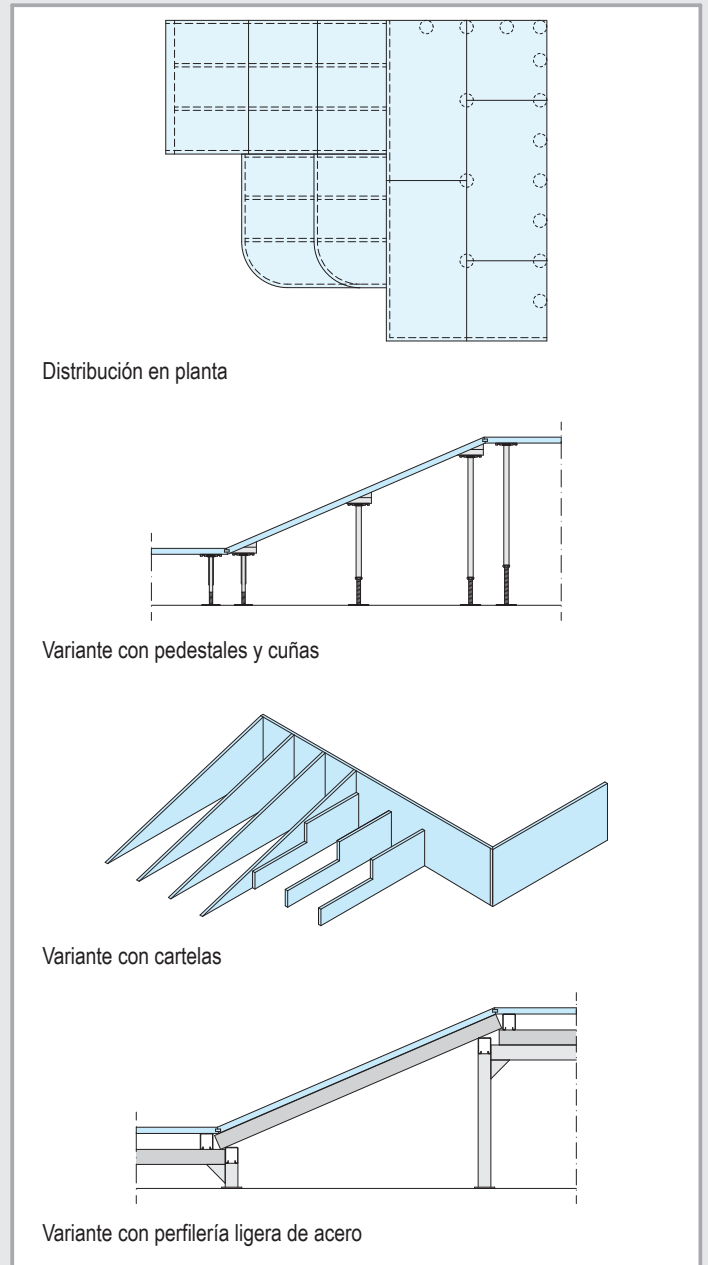 Distribución en planta
Variante con pedestales y cuñas
Variante con cartelas
Variante con perfilería ligera de acero